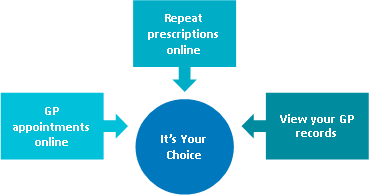 Repeat
prescriptions
online
GP
appointments
online
It's Your
Choice
View your GP
records